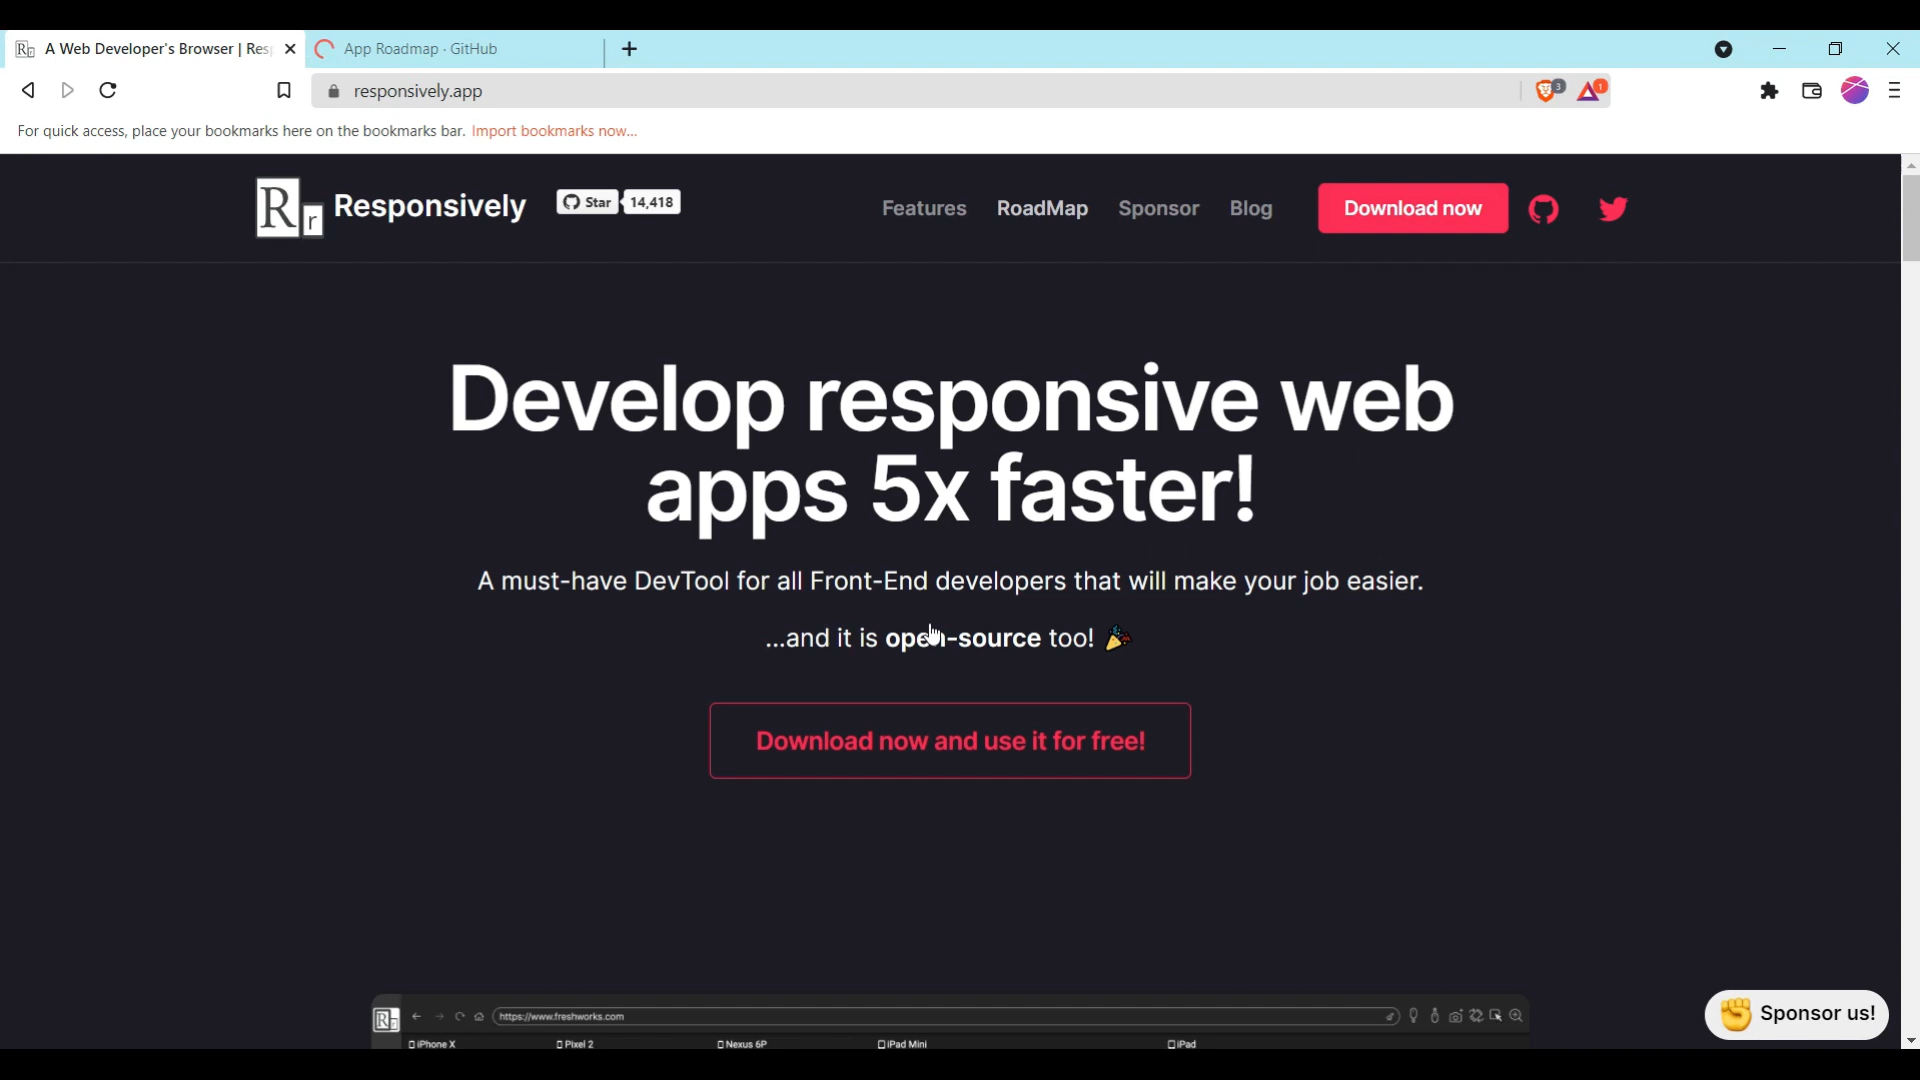 A Web Developer's Browser | Resp
App Roadmap · GitHub
responsively.app
3
1
For quick access, place your bookmarks here on the bookmarks bar. Import bookmarks now...
Rr Responsively
Star 14,418
Features RoadMap Sponsor Blog Download now
Develop responsive web
apps 5x faster!
A must-have DevTool for all Front-End developers that will make your job easier.
...and it is open-source too! 🎉
Download now and use it for free!
https://www.freshworks.com
iPhone X Pixel 2 Nexus 6P iPad Mini iPad
Sponsor us!